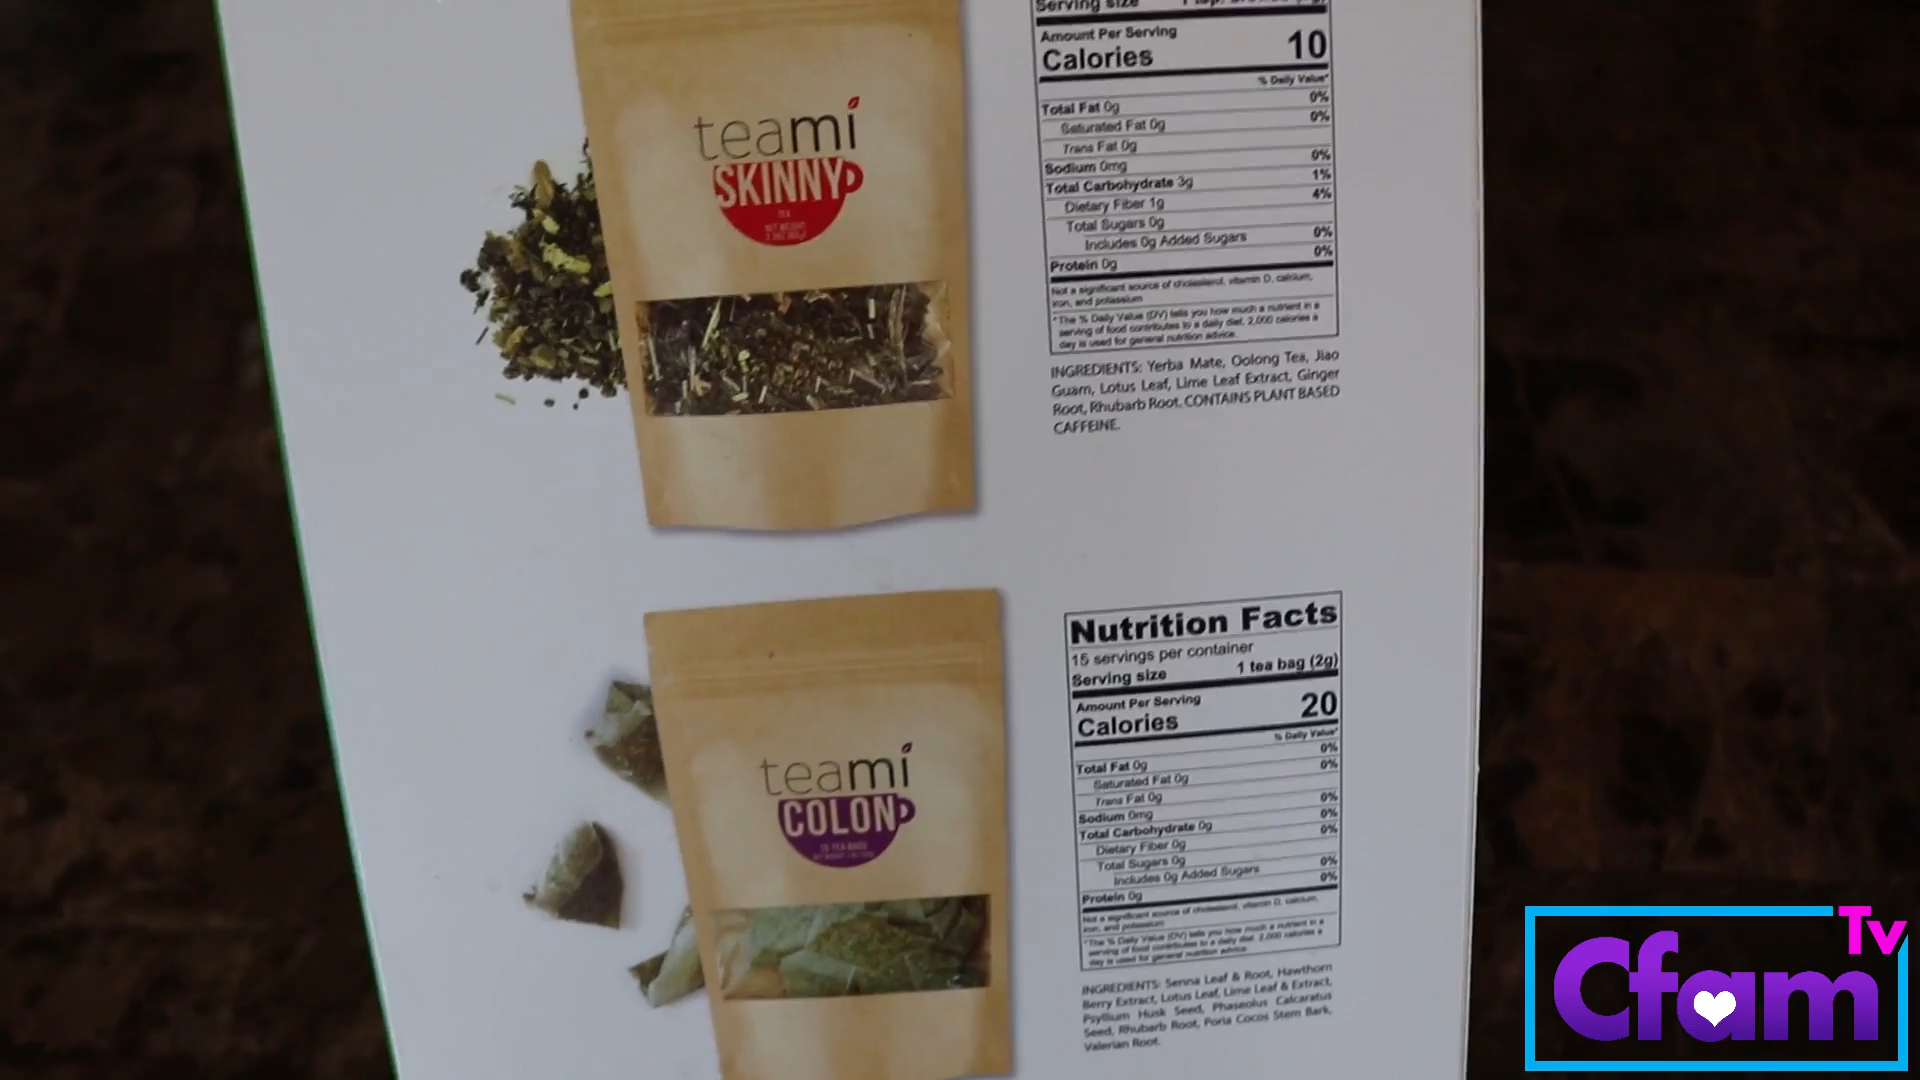 teami
SKINNY
TEA
NET WEIGHT
Serving size
Amount Per Serving
Calories 10
% Daily Value*
0%
Total Fat 0g 0%
Saturated Fat 0g
Trans Fat 0g
0%
Sodium 0mg 1%
Total Carbohydrate 3g 4%
Dietary Fiber 1g
Total Sugars 0g
Includes 0g Added Sugars 0%
0%
Protein 0g
Not a significant source of cholesterol, vitamin D, calcium,
iron, and potassium
*The % Daily Value (DV) tells you how much a nutrient in a
serving of food contributes to a daily diet. 2,000 calories a
day is used for general nutrition advice.
INGREDIENTS: Yerba Mate, Oolong Tea, Jiao
Guam, Lotus Leaf, Lime Leaf Extract, Ginger
Root, Rhubarb Root. CONTAINS PLANT BASED
CAFFEINE.
teami
COLON
15 TEA BAGS
Nutrition Facts
15 servings per container
Serving size 1 tea bag (2g)
Amount Per Serving
Calories 20
% Daily Value*
0%
Total Fat 0g 0%
Saturated Fat 0g
Trans Fat 0g
0%
Sodium 0mg 0%
Total Carbohydrate 0g 0%
Dietary Fiber 0g
Total Sugars 0g
Includes 0g Added Sugars 0%
0%
Protein 0g
Not a significant source of cholesterol, vitamin D, calcium,
iron, and potassium
*The % Daily Value (DV) tells you how much a nutrient in a
serving of food contributes to a daily diet. 2,000 calories a
day is used for general nutrition advice.
INGREDIENTS: Senna Leaf & Root, Hawthorn
Berry Extract, Lotus Leaf, Lime Leaf & Extract,
Psyllium Husk Seed, Phaseolus Calcaratus
Seed, Rhubarb Root, Poria Cocos Stem Bark,
Valerian Root.
Cfam Tv